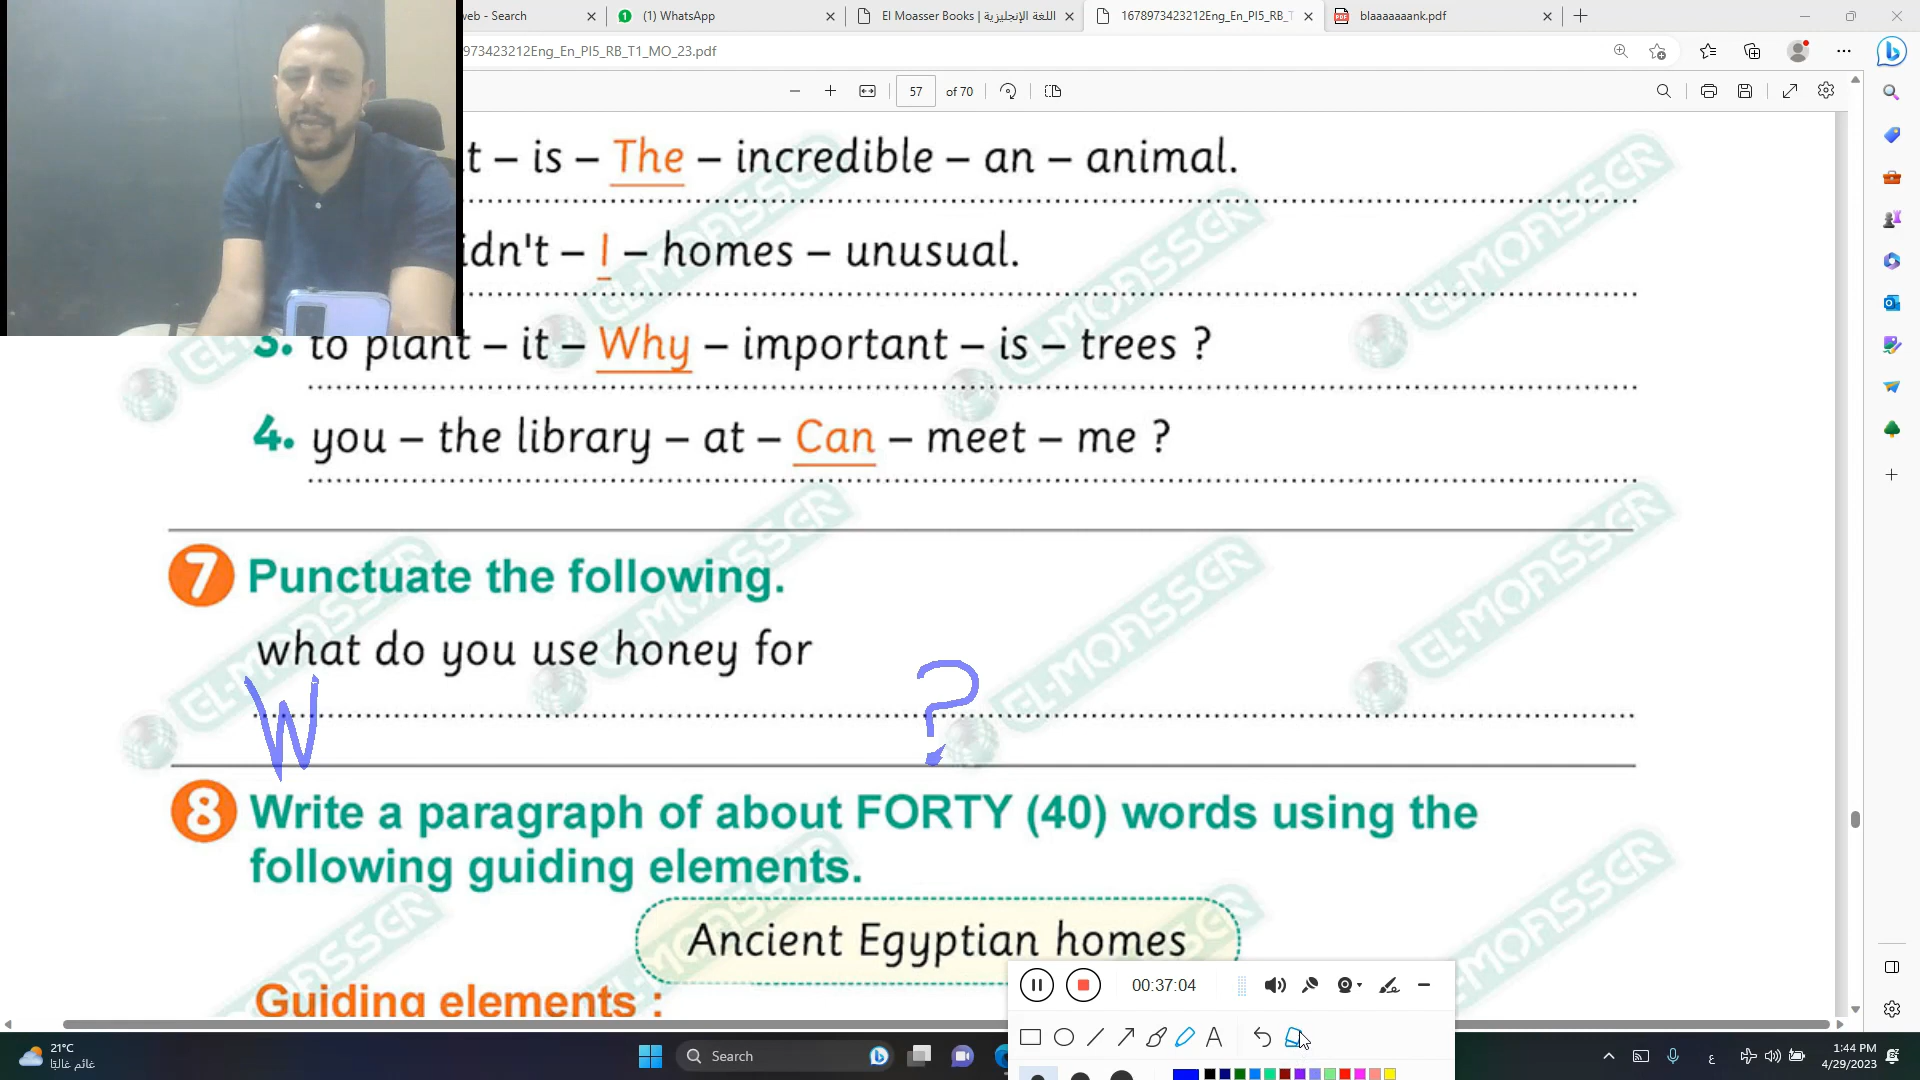 web - Search
(1) WhatsApp
El Moasser Books | اللغة الإنجليزية
1678973423212Eng_En_PI5_RB_T
blaaaaaaank.pdf
973423212Eng_En_PI5_RB_T1_MO_23.pdf
57 of 70
t – is – The – incredible – an – animal.
idn't – I – homes – unusual.
3. to plant – it – Why – important – is – trees ?
4. you – the library – at – Can – meet – me ?
7 Punctuate the following.
what do you use honey for
W ?
8 Write a paragraph of about FORTY (40) words using the
following guiding elements.
Ancient Egyptian homes
Guiding elements :
EL-MOASSER
00:37:04
A
21°C
غائم غالبًا
Search
ع
1:44 PM
4/29/2023